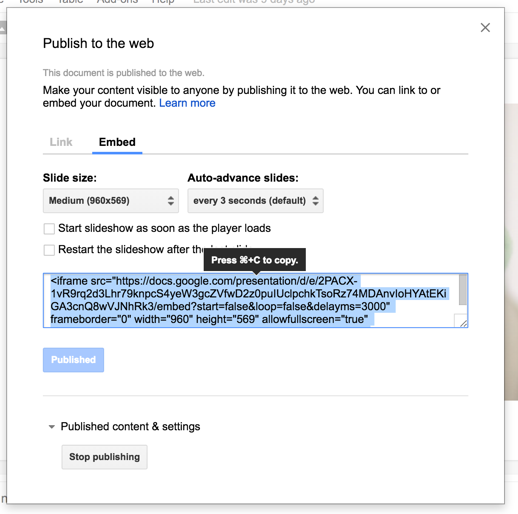 Tools Table Add-ons Help Last edit was 5 days ago
Publish to the web
This document is published to the web.
Make your content visible to anyone by publishing it to the web. You can link to or
embed your document. Learn more
Link Embed
Slide size: Auto-advance slides:
Medium (960x569) every 3 seconds (default)
Start slideshow as soon as the player loads
Restart the slideshow after the
Press ⌘+C to copy.
<iframe src="https://docs.google.com/presentation/d/e/2PACX-
1vR9rq2d3Lhr79knpcS4yeW3gcZVfwD2z0puIUclpchkTsoRz74MDAnvIoHYAtEKi
GA3cnQ8wVJNhRk3/embed?start=false&loop=false&delayms=3000"
frameborder="0" width="960" height="569" allowfullscreen="true"
Published
Published content & settings
Stop publishing